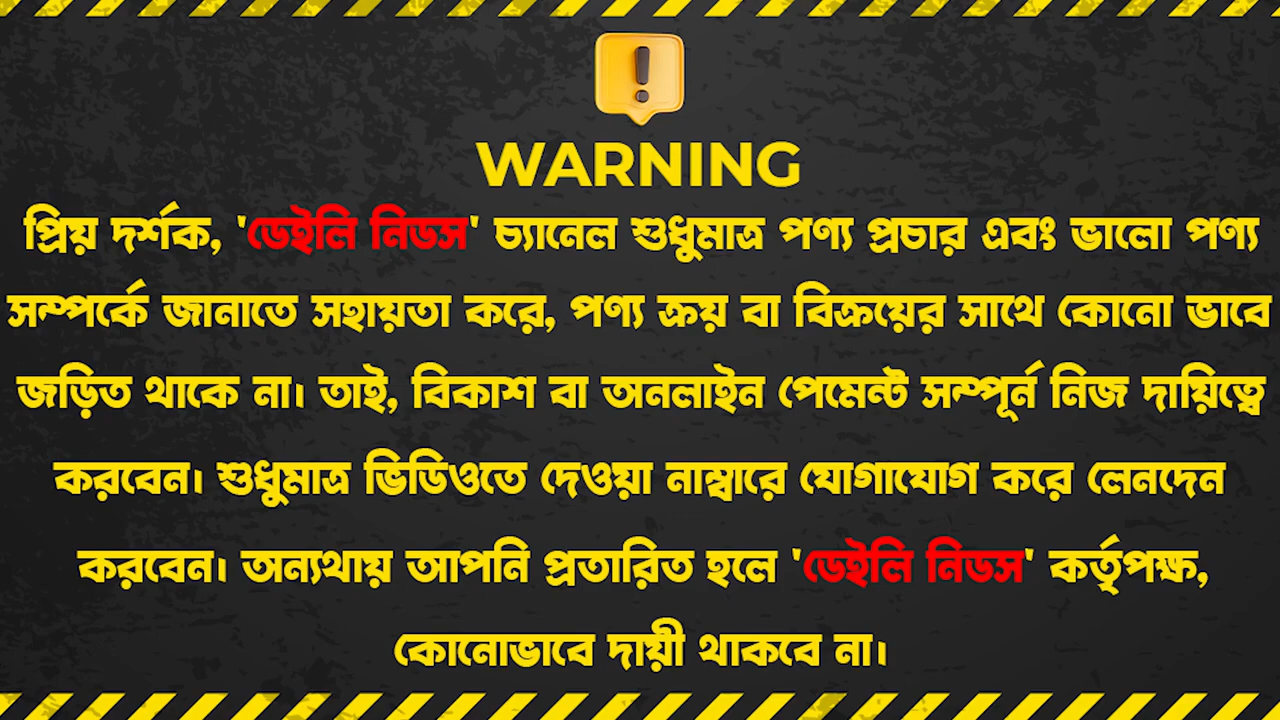 WARNING
প্রিয় দর্শক, 'ডেইলি নিডস' চ্যানেল শুধুমাত্র পণ্য প্রচার এবং ভালো পণ্য
সম্পর্কে জানাতে সহায়তা করে, পণ্য ক্রয় বা বিক্রয়ের সাথে কোনো ভাবে
জড়িত থাকে না। তাই, বিকাশ বা অনলাইন পেমেন্ট সম্পূর্ন নিজ দায়িত্বে
করবেন। শুধুমাত্র ভিডিওতে দেওয়া নাম্বারে যোগাযোগ করে লেনদেন
করবেন। অন্যথায় আপনি প্রতারিত হলে 'ডেইলি নিডস' কর্তৃপক্ষ,
কোনোভাবে দায়ী থাকবে না।